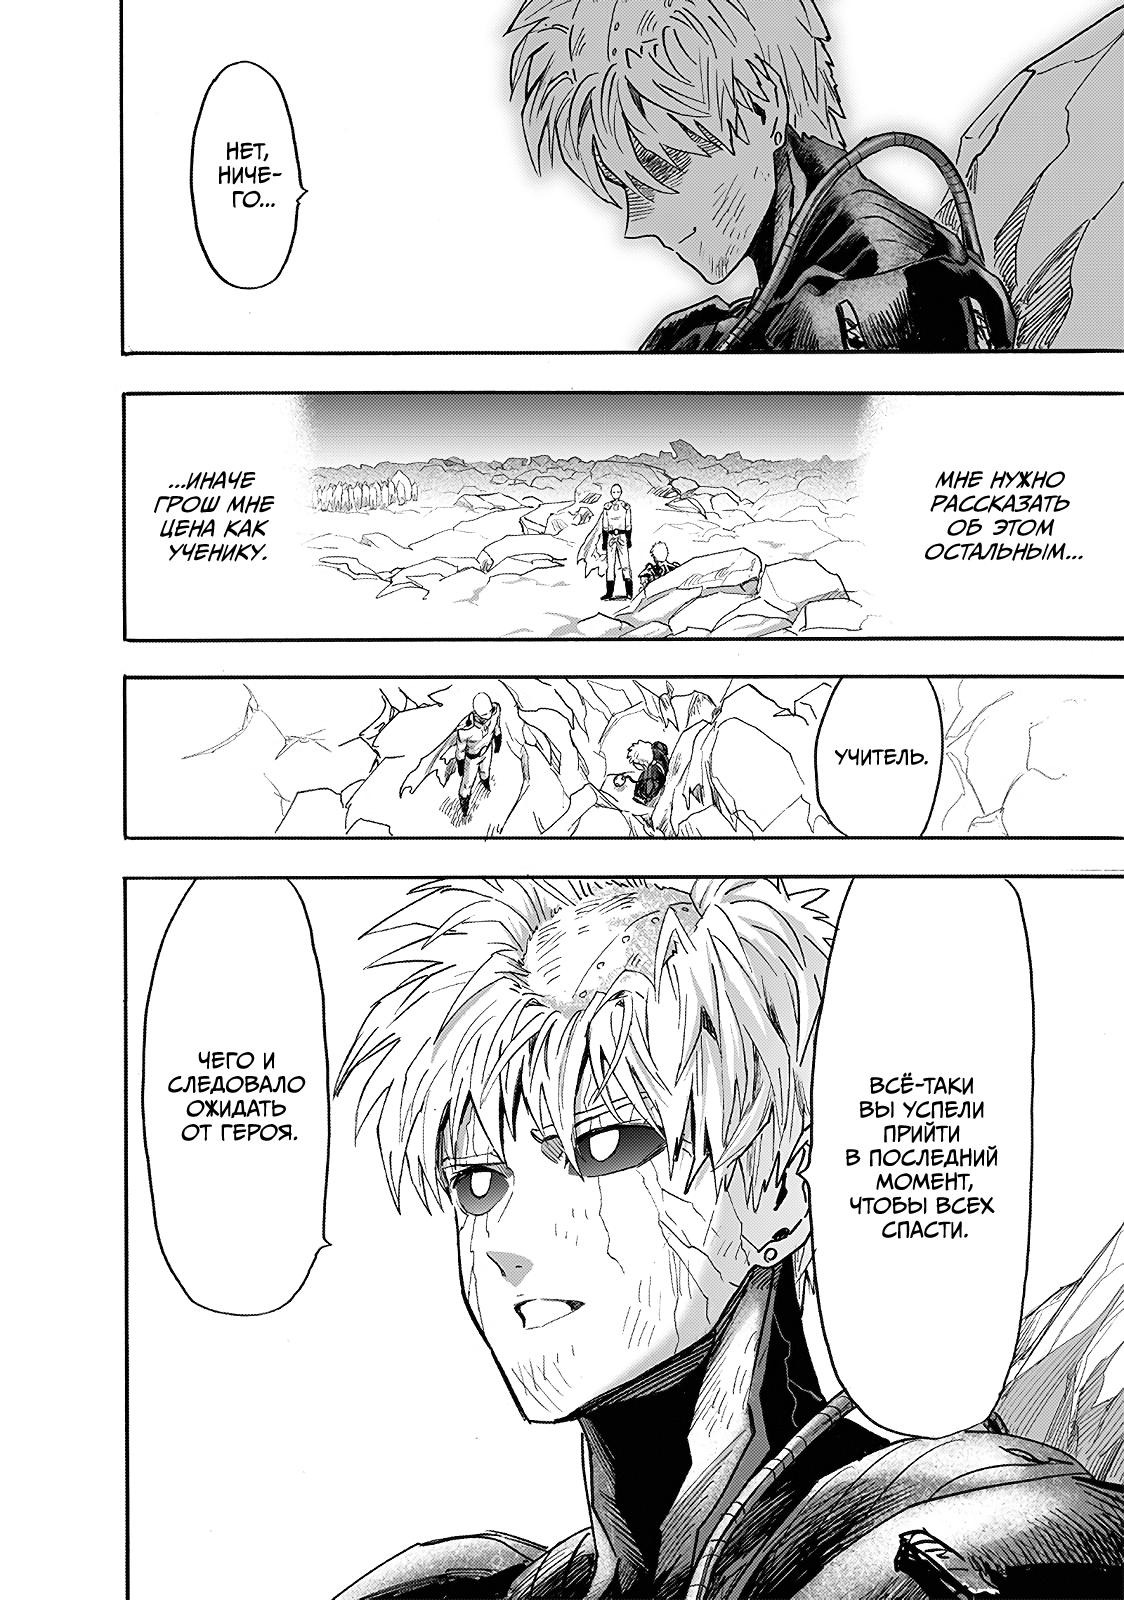 НЕТ,
НИЧЕ-
ГО...
МНЕ НУЖНО
РАССКАЗАТЬ
ОБ ЭТОМ
ОСТАЛЬНЫМ...
...ИНАЧЕ
ГРОШ МНЕ
ЦЕНА КАК
УЧЕНИКУ.
УЧИТЕЛЬ.
ВСЁ-ТАКИ
ВЫ УСПЕЛИ
ПРИЙТИ
В ПОСЛЕДНИЙ
МОМЕНТ,
ЧТОБЫ ВСЕХ
СПАСТИ.
ЧЕГО И
СЛЕДОВАЛО
ОЖИДАТЬ
ОТ ГЕРОЯ.